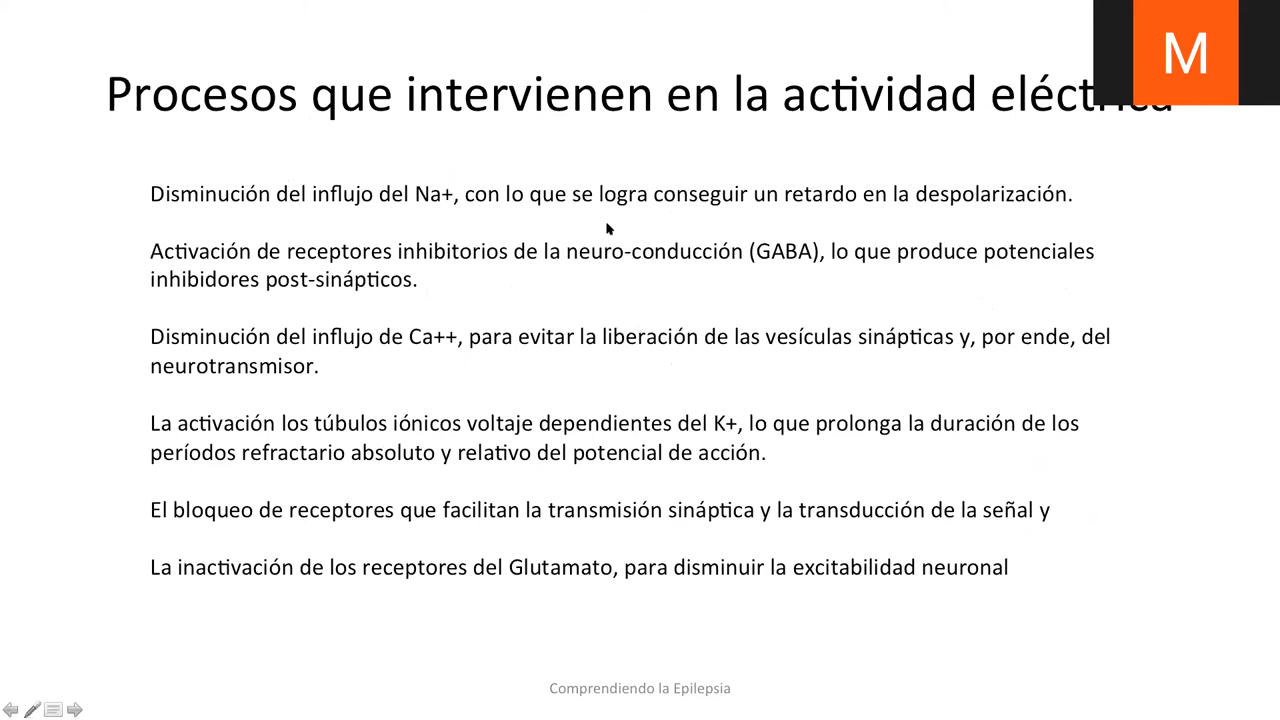 M
Procesos que intervienen en la actividad eléctrica
Disminución del influjo del Na+, con lo que se logra conseguir un retardo en la despolarización.
Activación de receptores inhibitorios de la neuro-conducción (GABA), lo que produce potenciales
inhibidores post-sinápticos.
Disminución del influjo de Ca++, para evitar la liberación de las vesículas sinápticas y, por ende, del
neurotransmisor.
La activación los túbulos iónicos voltaje dependientes del K+, lo que prolonga la duración de los
períodos refractario absoluto y relativo del potencial de acción.
El bloqueo de receptores que facilitan la transmisión sináptica y la transducción de la señal y
La inactivación de los receptores del Glutamato, para disminuir la excitabilidad neuronal
Comprendiendo la Epilepsia